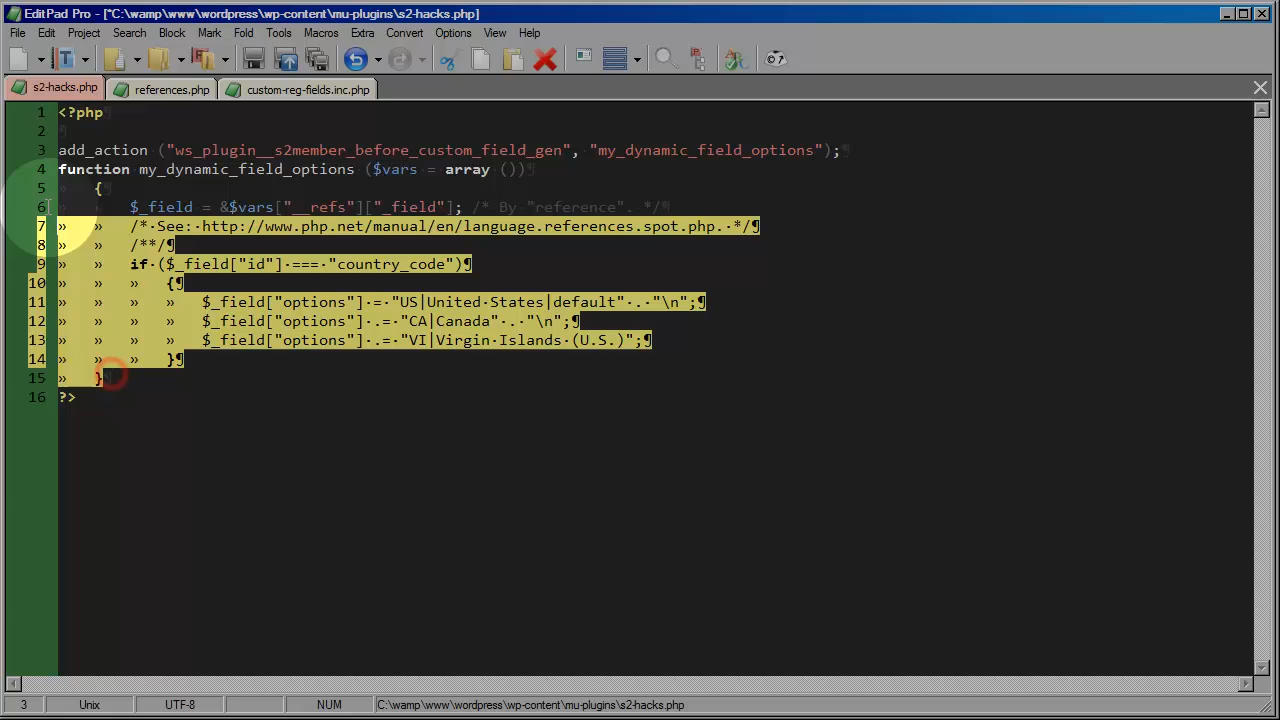 EditPad Pro - [*C:\wamp\www\wordpress\wp-content\mu-plugins\s2-hacks.php]
File Edit Project Search Block Mark Fold Tools Macros Extra Convert Options View Help
s2-hacks.php references.php custom-reg-fields.inc.php
1 <?php¶
2 ¶
3 add_action ("ws_plugin__s2member_before_custom_field_gen", "my_dynamic_field_options");¶
4 function my_dynamic_field_options ($vars = array ())¶
5 » {¶
6 » » $_field = &$vars["__refs"]["_field"]; /* By "reference". */¶
7 » » /*·See:·http://www.php.net/manual/en/language.references.spot.php.·*/¶
8 » » /**/¶
9 » » if·($_field["id"]·===·"country_code")¶
10 » » » {¶
11 » » » » $_field["options"]·=·"US|United·States|default"·.·"\n";¶
12 » » » » $_field["options"]·.=·"CA|Canada"·.·"\n";¶
13 » » » » $_field["options"]·.=·"VI|Virgin·Islands·(U.S.)";¶
14 » » » }¶
15 » }¶
16 ?>
3 Unix UTF-8 NUM C:\wamp\www\wordpress\wp-content\mu-plugins\s2-hacks.php